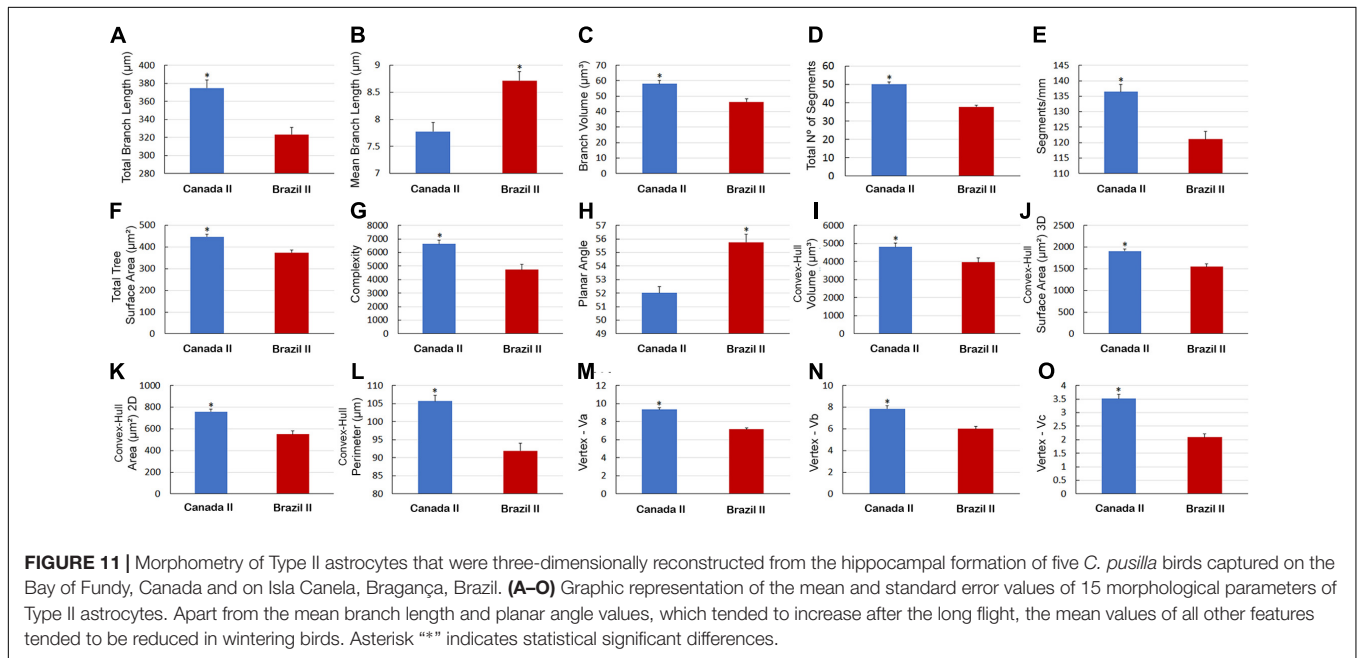 A
Total Branch Length (µm)
400
380
360
340
320
300
280
*
Canada II
Brazil II
B
Mean Branch Length (µm)
9
8.5
8
7.5
7
*
Canada II
Brazil II
C
Branch Volume (µm³)
70
60
50
40
30
20
10
0
*
Canada II
Brazil II
D
Total Nº of Segments
60
50
40
30
20
10
0
*
Canada II
Brazil II
E
Segments/mm
145
140
135
130
125
120
115
110
*
Canada II
Brazil II
F
Total Tree
Surface Area (µm²)
500
400
300
200
100
0
*
Canada II
Brazil II
G
Complexity
8000
7000
6000
5000
4000
3000
2000
1000
0
*
Canada II
Brazil II
H
Planar Angle
57
56
55
54
53
52
51
50
49
*
Canada II
Brazil II
I
Convex-Hull
Volume (µm³)
6000
5000
4000
3000
2000
1000
0
*
Canada II
Brazil II
J
Convex-Hull
Surface Area (µm²) 3D
2500
2000
1500
1000
500
0
*
Canada II
Brazil II
K
Convex-Hull
Area (µm²) 2D
1000
800
600
400
200
0
*
Canada II
Brazil II
L
Convex-Hull
Perimeter (µm)
110
105
100
95
90
85
80
*
Canada II
Brazil II
M
Vertex - Va
12
10
8
6
4
2
0
*
Canada II
Brazil II
N
Vertex - Vb
10
8
6
4
2
0
*
Canada II
Brazil II
O
Vertex - Vc
4
3.5
3
2.5
2
1.5
1
0.5
0
*
Canada II
Brazil II
FIGURE 11 | Morphometry of Type II astrocytes that were three-dimensionally reconstructed from the hippocampal formation of five C. pusilla birds captured on the
Bay of Fundy, Canada and on Isla Canela, Bragança, Brazil. (A–O) Graphic representation of the mean and standard error values of 15 morphological parameters of
Type II astrocytes. Apart from the mean branch length and planar angle values, which tended to increase after the long flight, the mean values of all other features
tended to be reduced in wintering birds. Asterisk “*” indicates statistical significant differences.